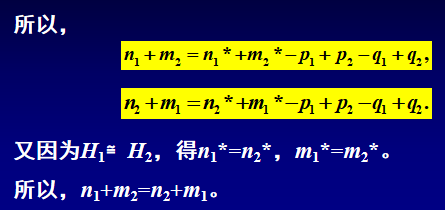 所以，
n₁+m₂=n₁*+m₂*−p₁+p₂−q₁+q₂,
n₂+m₁=n₂*+m₁*−p₁+p₂−q₁+q₂.
又因为H₁≅ H₂，得n₁*=n₂*，m₁*=m₂*。
所以，n₁+m₂=n₂+m₁。